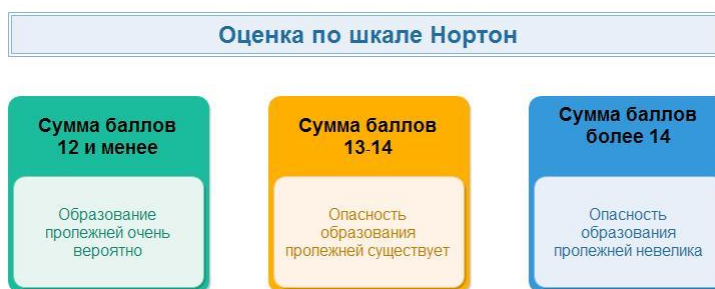 Оценка по шкале Нортон
Сумма баллов
12 и менее
Образование
пролежней очень
вероятно
Сумма баллов
13-14
Опасность
образования
пролежней существует
Сумма баллов
более 14
Опасность
образования
пролежней невелика